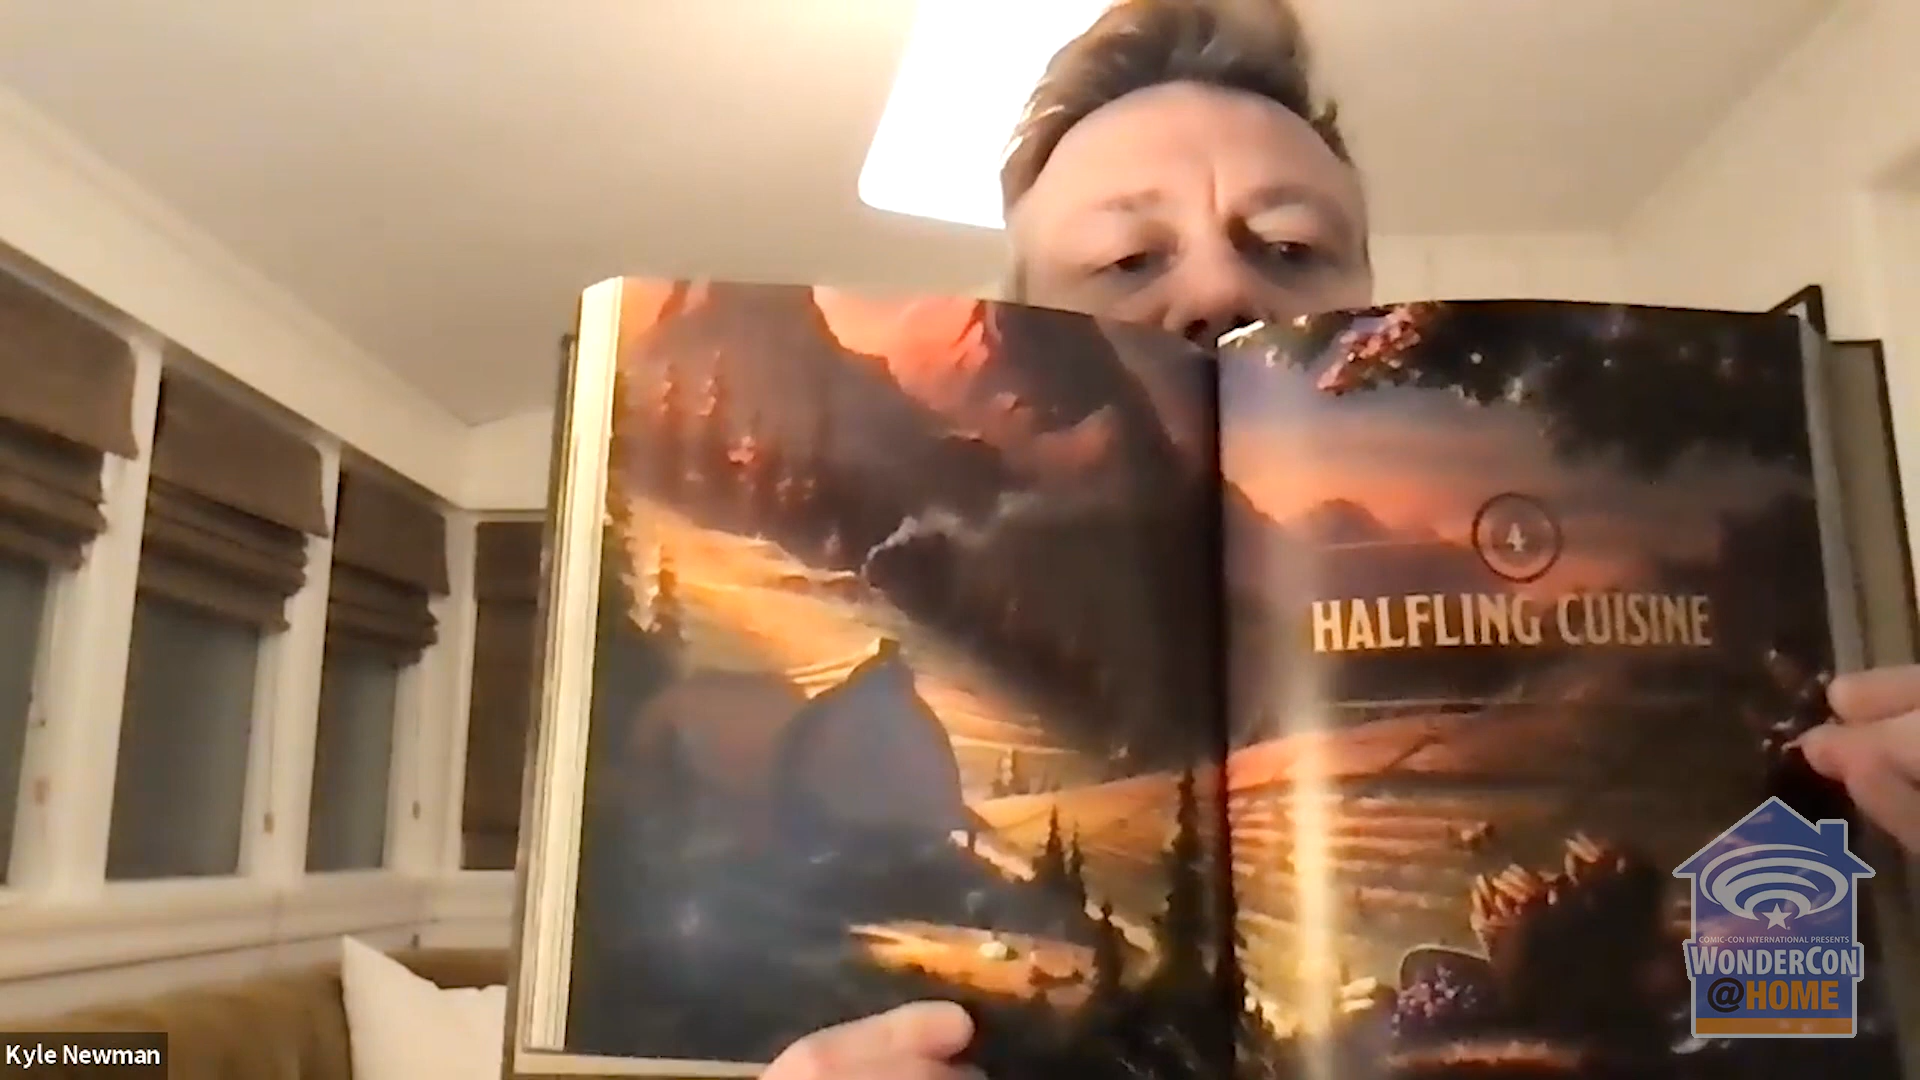 4
HALFLING CUISINE
COMIC-CON INTERNATIONAL PRESENTS
WONDERCON
@HOME
Kyle Newman